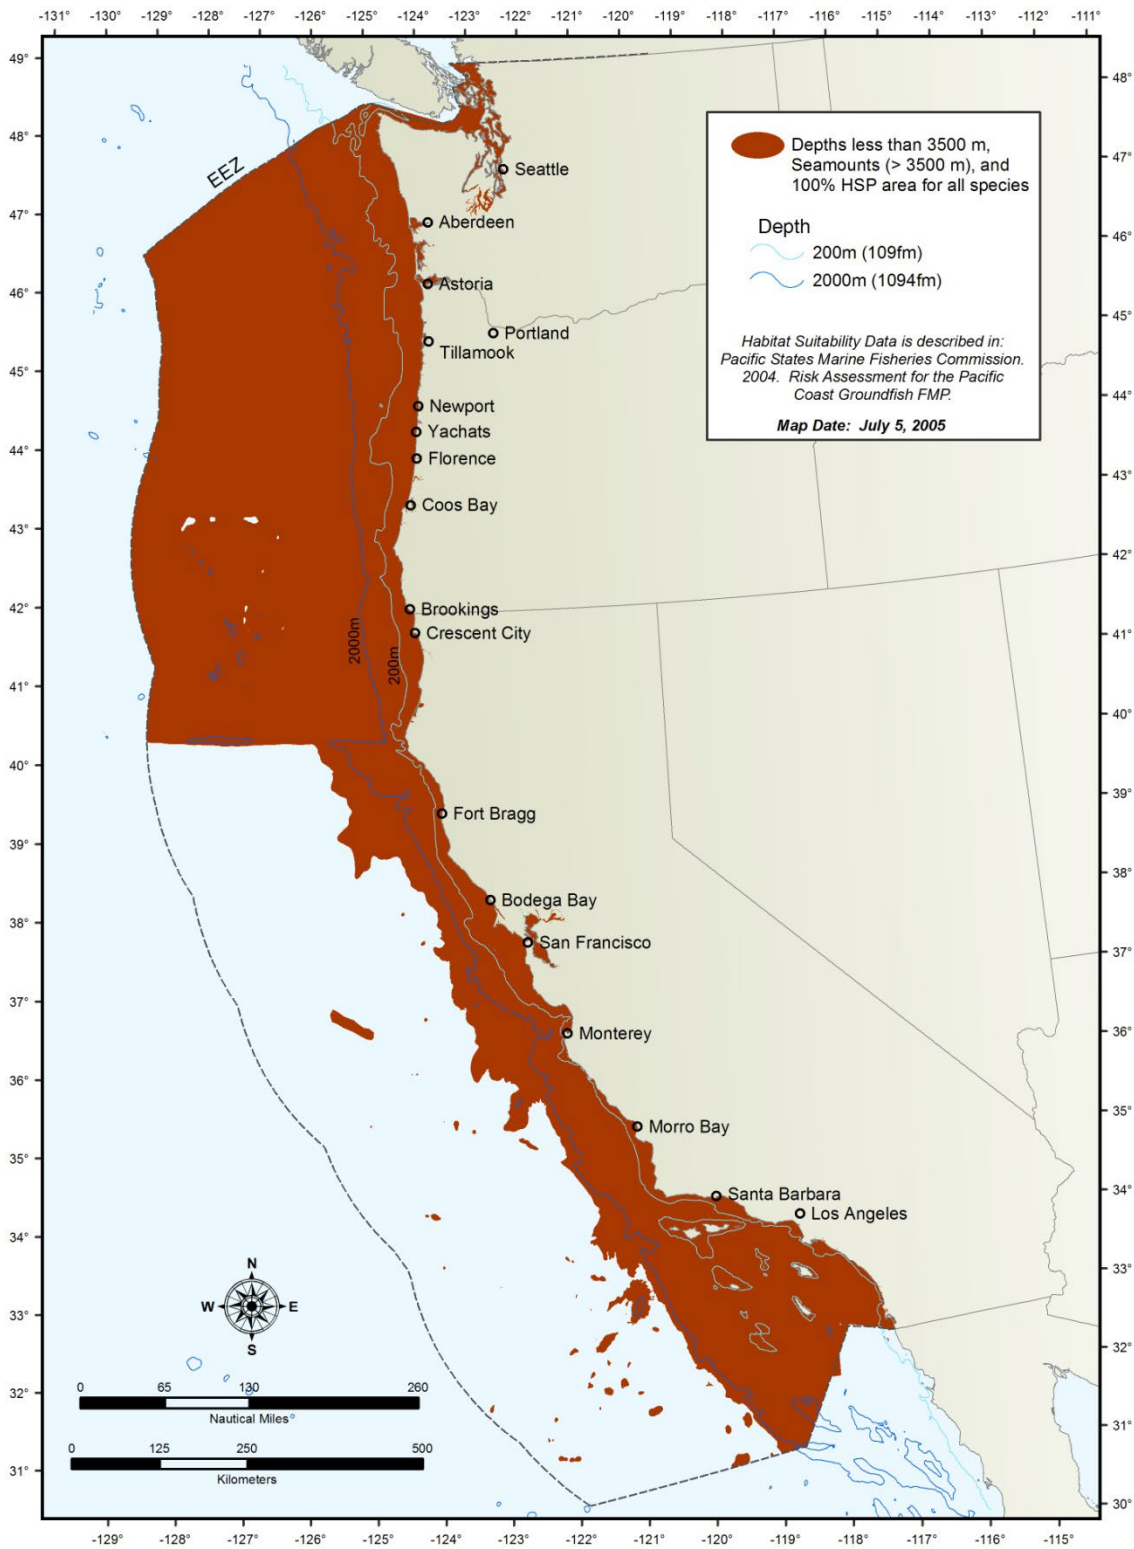 -131° -130° -129° -128° -127° -126° -125° -124° -123° -122° -121° -120° -119° -118° -117° -116° -115° -114° -113° -112° -111°
49°
48°
47°
46°
45°
44°
43°
42°
41°
40°
39°
38°
37°
36°
35°
34°
33°
32°
31°
48°
47°
46°
45°
44°
43°
42°
41°
40°
39°
38°
37°
36°
35°
34°
33°
32°
31°
30°
Depths less than 3500 m,
Seamounts (> 3500 m), and
100% HSP area for all species
Depth
200m (109fm)
2000m (1094fm)
Habitat Suitability Data is described in:
Pacific States Marine Fisheries Commission.
2004. Risk Assessment for the Pacific
Coast Groundfish FMP.
Map Date: July 5, 2005
EEZ
Seattle
Aberdeen
Astoria
Portland
Tillamook
Newport
Yachats
Florence
Coos Bay
Brookings
Crescent City
2000m
200m
Fort Bragg
Bodega Bay
San Francisco
Monterey
Morro Bay
Santa Barbara
Los Angeles
N
W E
S
0 65 130 260
Nautical Miles
0 125 250 500
Kilometers
-129° -128° -127° -126° -125° -124° -123° -122° -121° -120° -119° -118° -117° -116° -115°